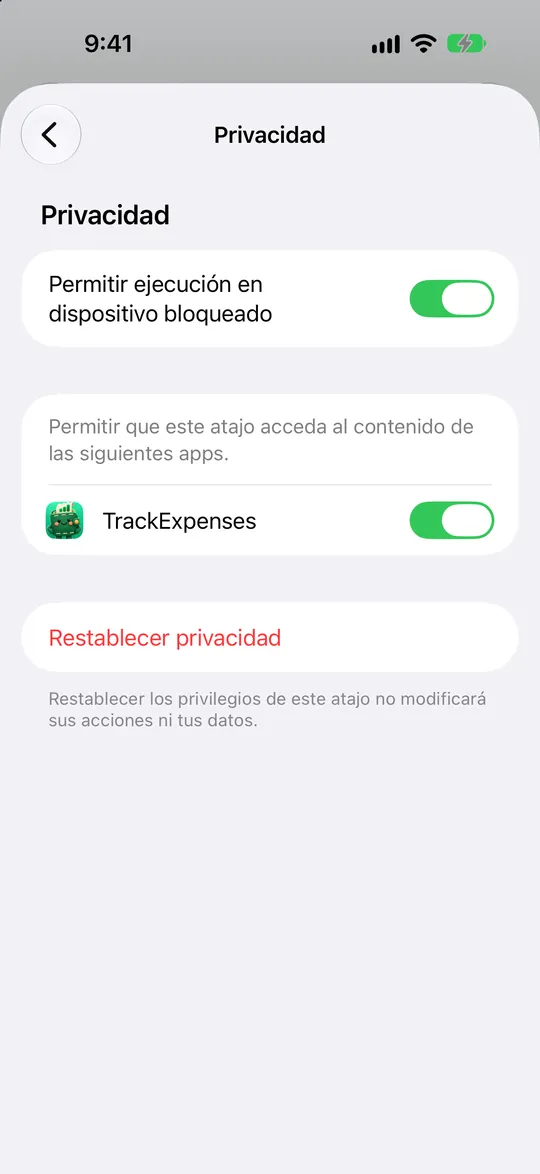 9:41
Privacidad
Privacidad
Permitir ejecución en
dispositivo bloqueado
Permitir que este atajo acceda al contenido de
las siguientes apps.
TrackExpenses
Restablecer privacidad
Restablecer los privilegios de este atajo no modificará
sus acciones ni tus datos.